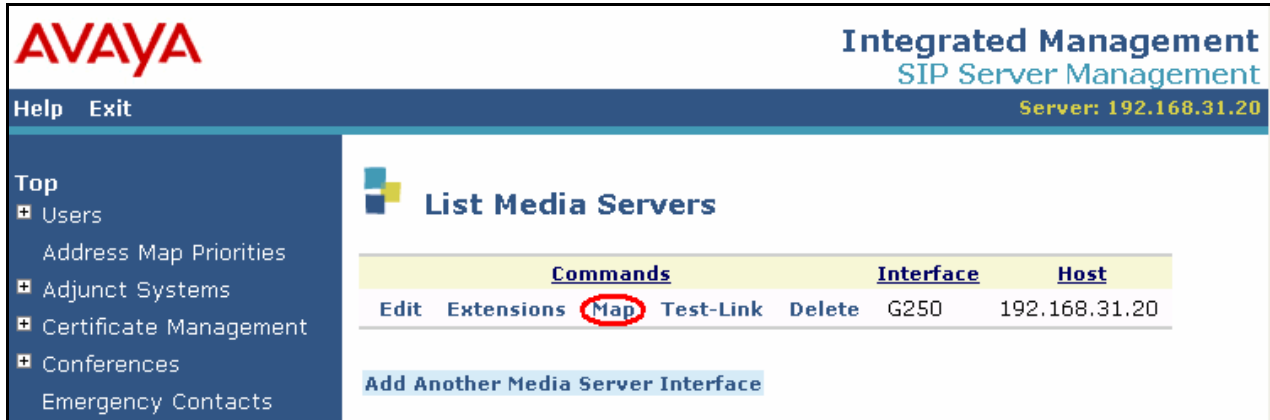 AVAYA
Integrated Management
SIP Server Management
Help Exit
Server: 192.168.31.20
Top
Users
Address Map Priorities
Adjunct Systems
Certificate Management
Conferences
Emergency Contacts
List Media Servers
Commands Interface Host
Edit Extensions Map Test-Link Delete G250 192.168.31.20
Add Another Media Server Interface